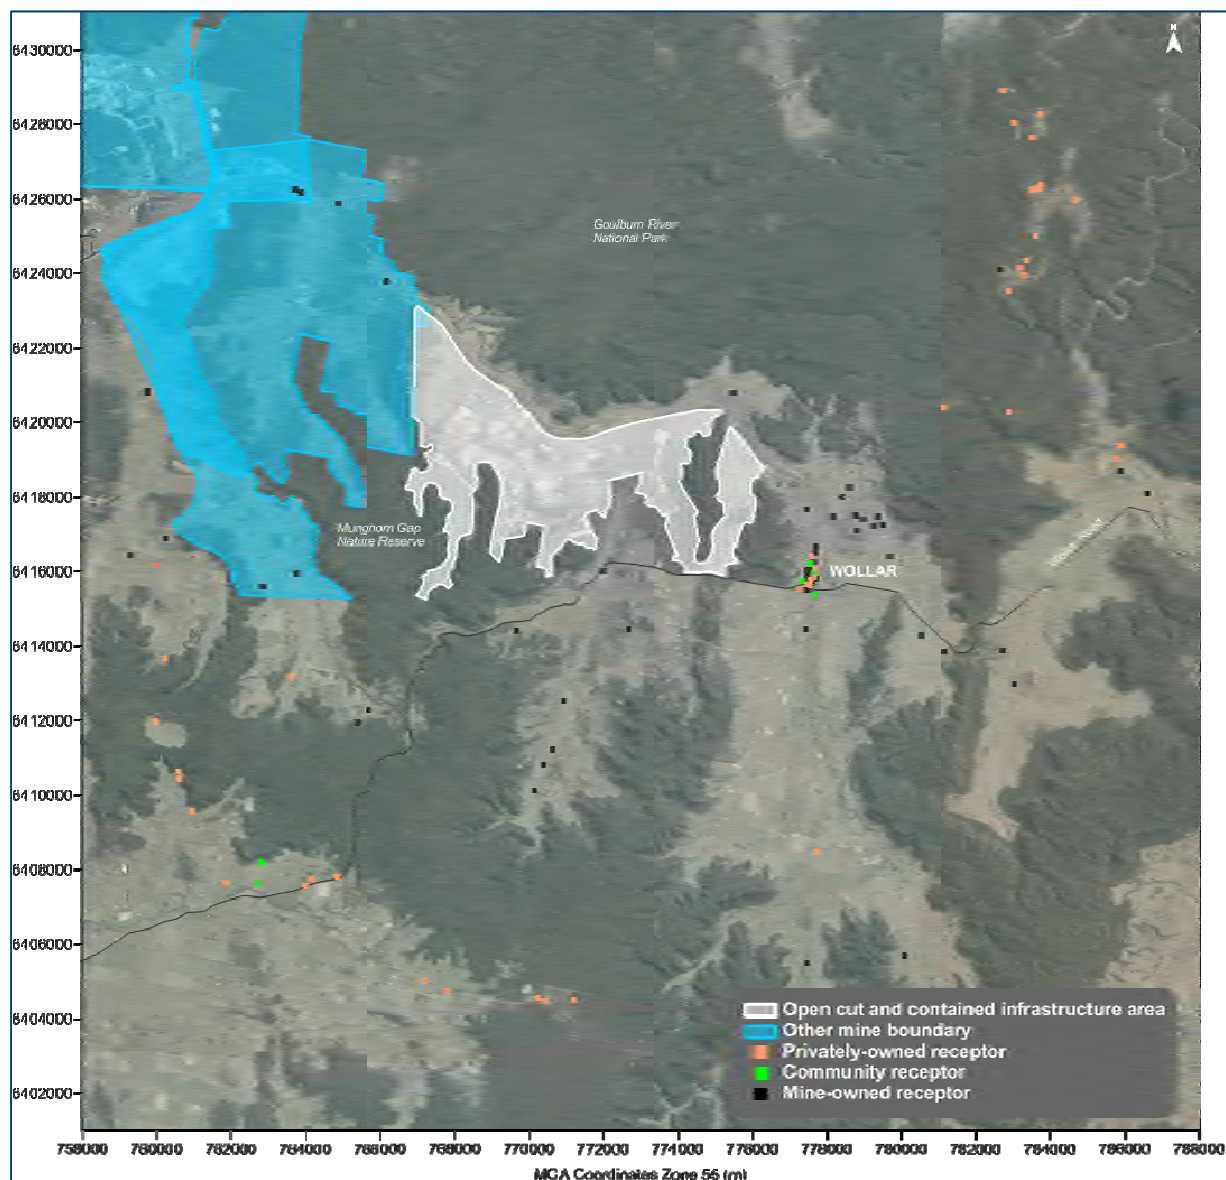 N
6430000
6428000
6426000
6424000
6422000
6420000
6418000
6416000
6414000
6412000
6410000
6408000
6406000
6404000
6402000
Goulburn River
National Park
Munghorn Gap
Nature Reserve
WOLLAR
Open cut and contained infrastructure area
Other mine boundary
Privately-owned receptor
Community receptor
Mine-owned receptor
758000 760000 762000 764000 766000 768000 770000 772000 774000 776000 778000 780000 782000 784000 786000 788000
MGA Coordinates Zone 55 (m)